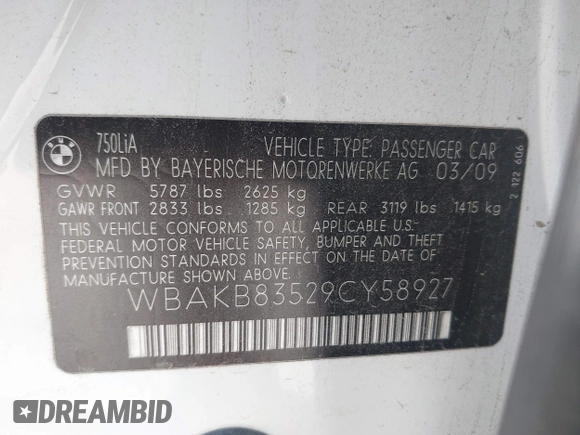 BMW
750LiA
VEHICLE TYPE: PASSENGER CAR
MFD BY BAYERISCHE MOTORENWERKE AG 03/09
GVWR 5787 lbs 2625 kg
GAWR FRONT 2833 lbs 1285 kg REAR 3119 lbs 1415 kg
THIS VEHICLE CONFORMS TO ALL APPLICABLE U.S.
FEDERAL MOTOR VEHICLE SAFETY, BUMPER AND THEFT
PREVENTION STANDARDS IN EFFECT ON THE DATE OF
MANUFACTURE SHOWN ABOVE.
WBAKB83529CY58927
2 122 606
DREAMBID